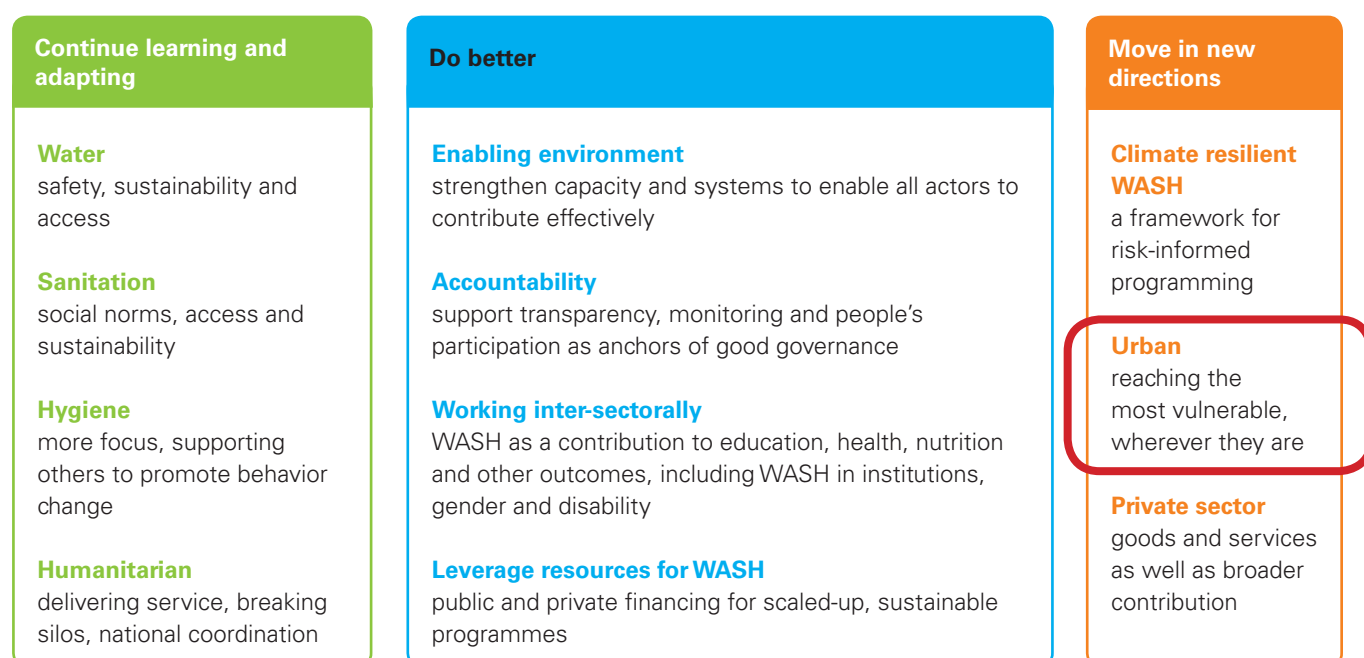 Continue learning and
adapting
Water
safety, sustainability and
access
Sanitation
social norms, access and
sustainability
Hygiene
more focus, supporting
others to promote behavior
change
Humanitarian
delivering service, breaking
silos, national coordination
Do better
Enabling environment
strengthen capacity and systems to enable all actors to
contribute effectively
Accountability
support transparency, monitoring and people’s
participation as anchors of good governance
Working inter-sectorally
WASH as a contribution to education, health, nutrition
and other outcomes, including WASH in institutions,
gender and disability
Leverage resources for WASH
public and private financing for scaled-up, sustainable
programmes
Move in new
directions
Climate resilient
WASH
a framework for
risk-informed
programming
Urban
reaching the
most vulnerable,
wherever they are
Private sector
goods and services
as well as broader
contribution